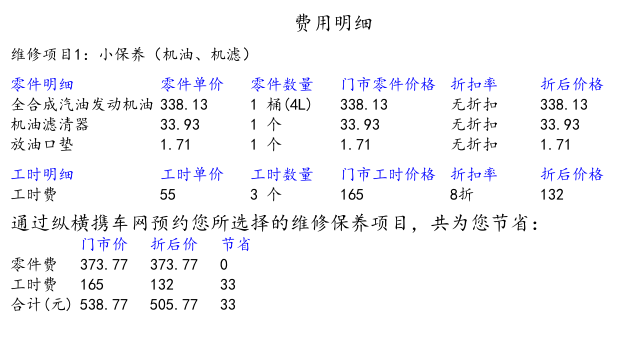 费用明细
维修项目1：小保养（机油、机滤）
零件明细 零件单价 零件数量 门市零件价格 折扣率 折后价格
全合成汽油发动机油 338.13 1 桶(4L) 338.13 无折扣 338.13
机油滤清器 33.93 1 个 33.93 无折扣 33.93
放油口垫 1.71 1 个 1.71 无折扣 1.71
工时明细 工时单价 工时数量 门市工时价格 折扣率 折后价格
工时费 55 3 个 165 8折 132
通过纵横携车网预约您所选择的维修保养项目，共为您节省：
门市价 折后价 节省
零件费 373.77 373.77 0
工时费 165 132 33
合计(元) 538.77 505.77 33